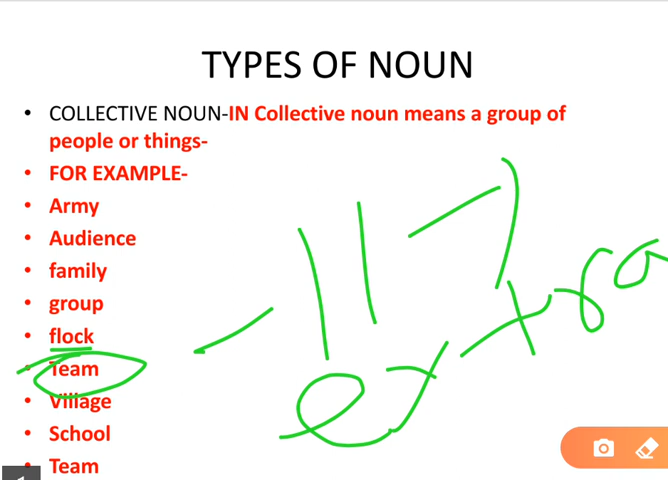 TYPES OF NOUN
• COLLECTIVE NOUN-IN Collective noun means a group of
people or things-
• FOR EXAMPLE-
• Army
• Audience
• family
• group
• flock
• Team
• Village
• School
• Team